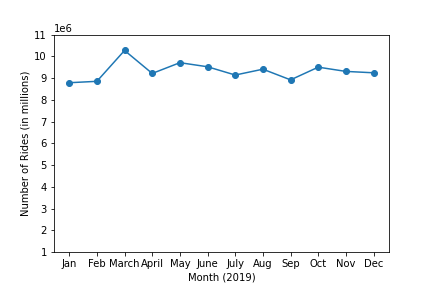 1e6
11
10
9
8
7
6
5
4
3
2
1
Number of Rides (in millions)
Jan Feb March April May June July Aug Sep Oct Nov Dec
Month (2019)